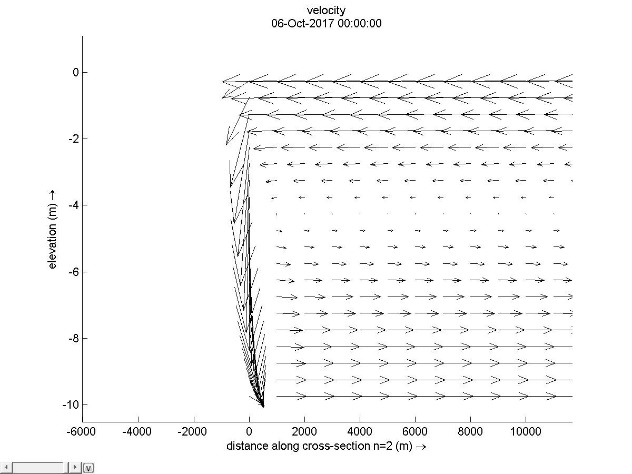 velocity
06-Oct-2017 00:00:00
0
-2
-4
-6
-8
-10
elevation (m) →
-6000 -4000 -2000 0 2000 4000 6000 8000 10000
distance along cross-section n=2 (m) →
v